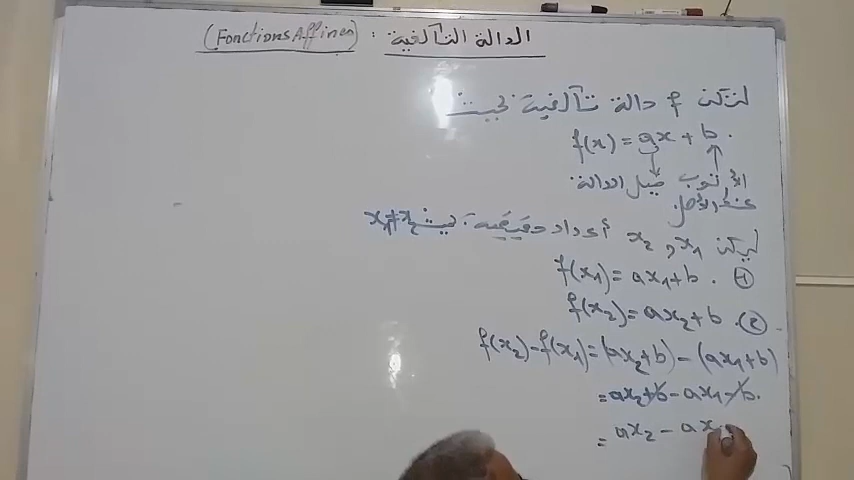 الدالة التآلفية : (Fonctions Affines)
لتكن f دالة تآلفية بحيث
f(x) = ax + b.
الأرتوب ميل الدالة.
عند الأصل.
ليكن x₁ و x₂ أعداد حقيقية بحيث x₁≠x₂
f(x₁) = ax₁+b . ①
f(x₂) = ax₂+b . ②
f(x₂) - f(x₁) = (ax₂+b) - (ax₁+b)
= ax₂+b - ax₁ - b.
= ax₂ - ax